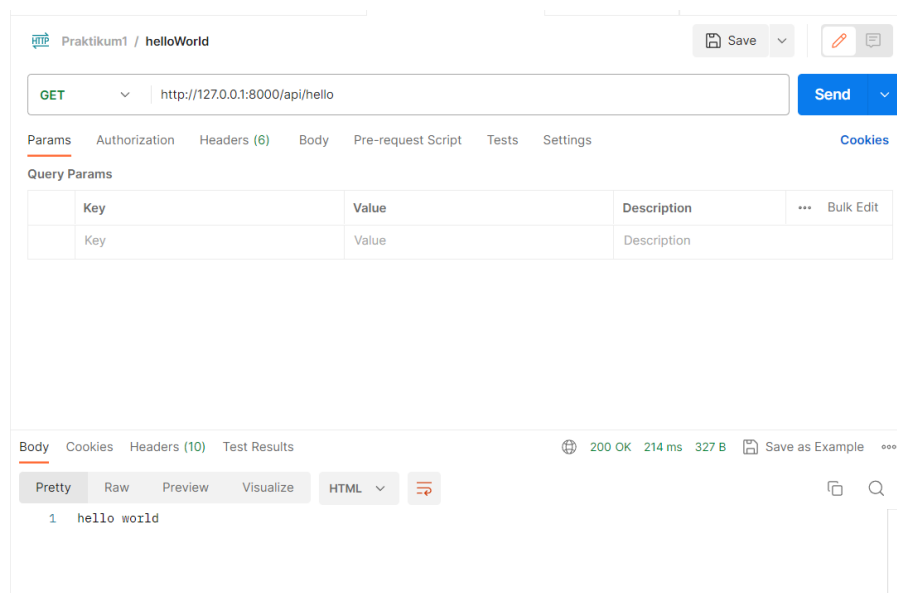 HTTP Praktikum1 / helloWorld Save
GET http://127.0.0.1:8000/api/hello Send
Params Authorization Headers (6) Body Pre-request Script Tests Settings Cookies
Query Params
Key Value Description ••• Bulk Edit
Key Value Description
Body Cookies Headers (10) Test Results 200 OK 214 ms 327 B Save as Example
Pretty Raw Preview Visualize HTML
1 hello world